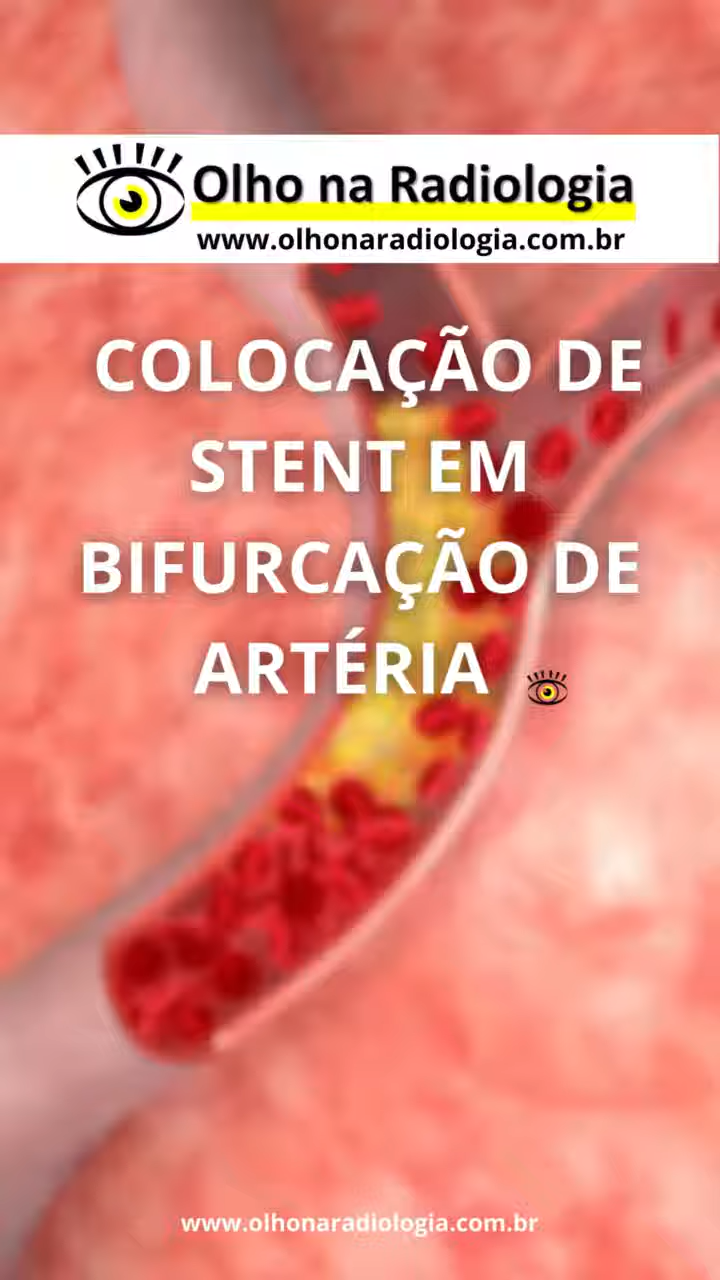 Olho na Radiologia
www.olhonaradiologia.com.br
COLOCAÇÃO DE
STENT EM
BIFURCAÇÃO DE
ARTÉRIA
www.olhonaradiologia.com.br